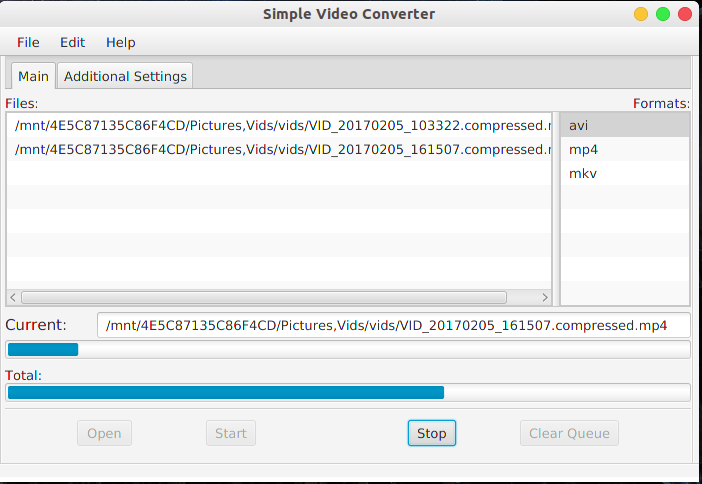 Simple Video Converter
File Edit Help
Main Additional Settings
Files: Formats:
/mnt/4E5C87135C86F4CD/Pictures,Vids/vids/VID_20170205_103322.compressed.m avi
/mnt/4E5C87135C86F4CD/Pictures,Vids/vids/VID_20170205_161507.compressed.m mp4
mkv
Current: /mnt/4E5C87135C86F4CD/Pictures,Vids/vids/VID_20170205_161507.compressed.mp4
Total:
Open Start Stop Clear Queue